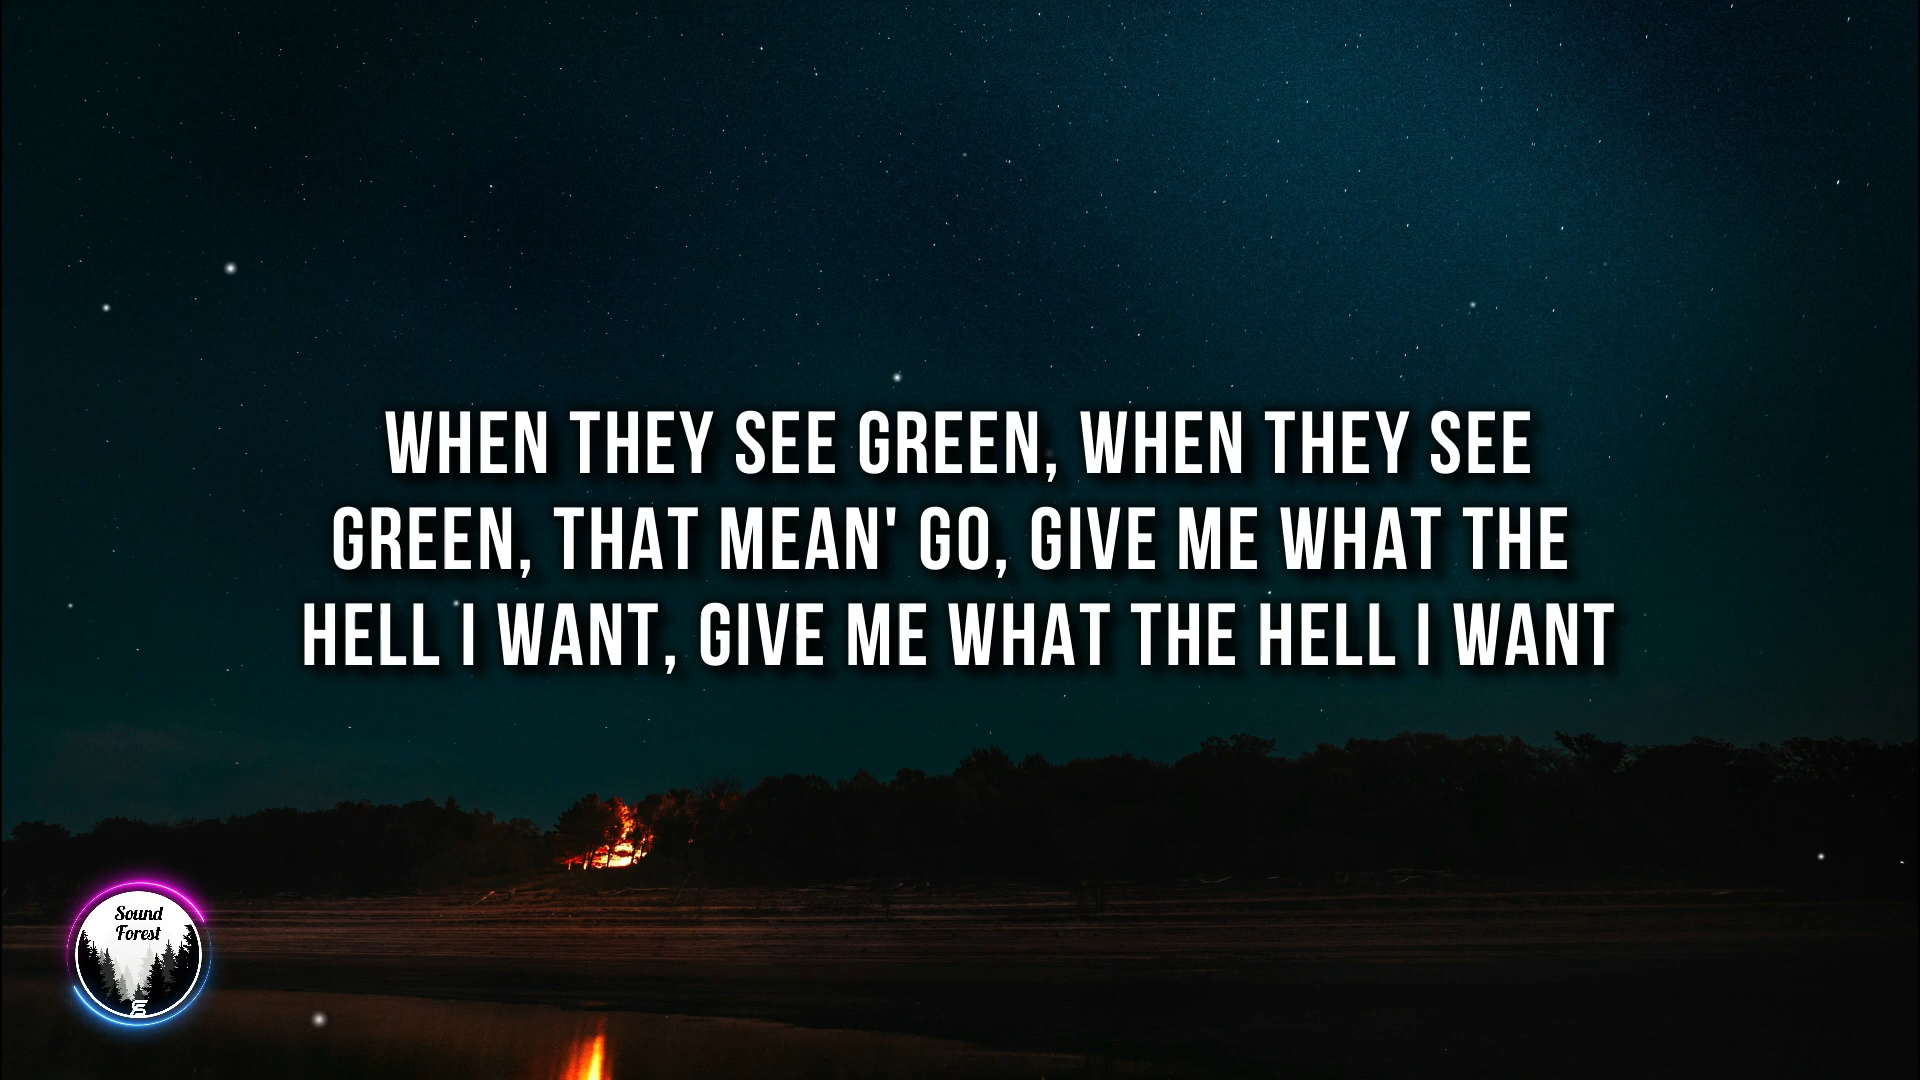 WHEN THEY SEE GREEN, WHEN THEY SEE
GREEN, THAT MEAN' GO, GIVE ME WHAT THE
HELL I WANT, GIVE ME WHAT THE HELL I WANT
Sound
Forest